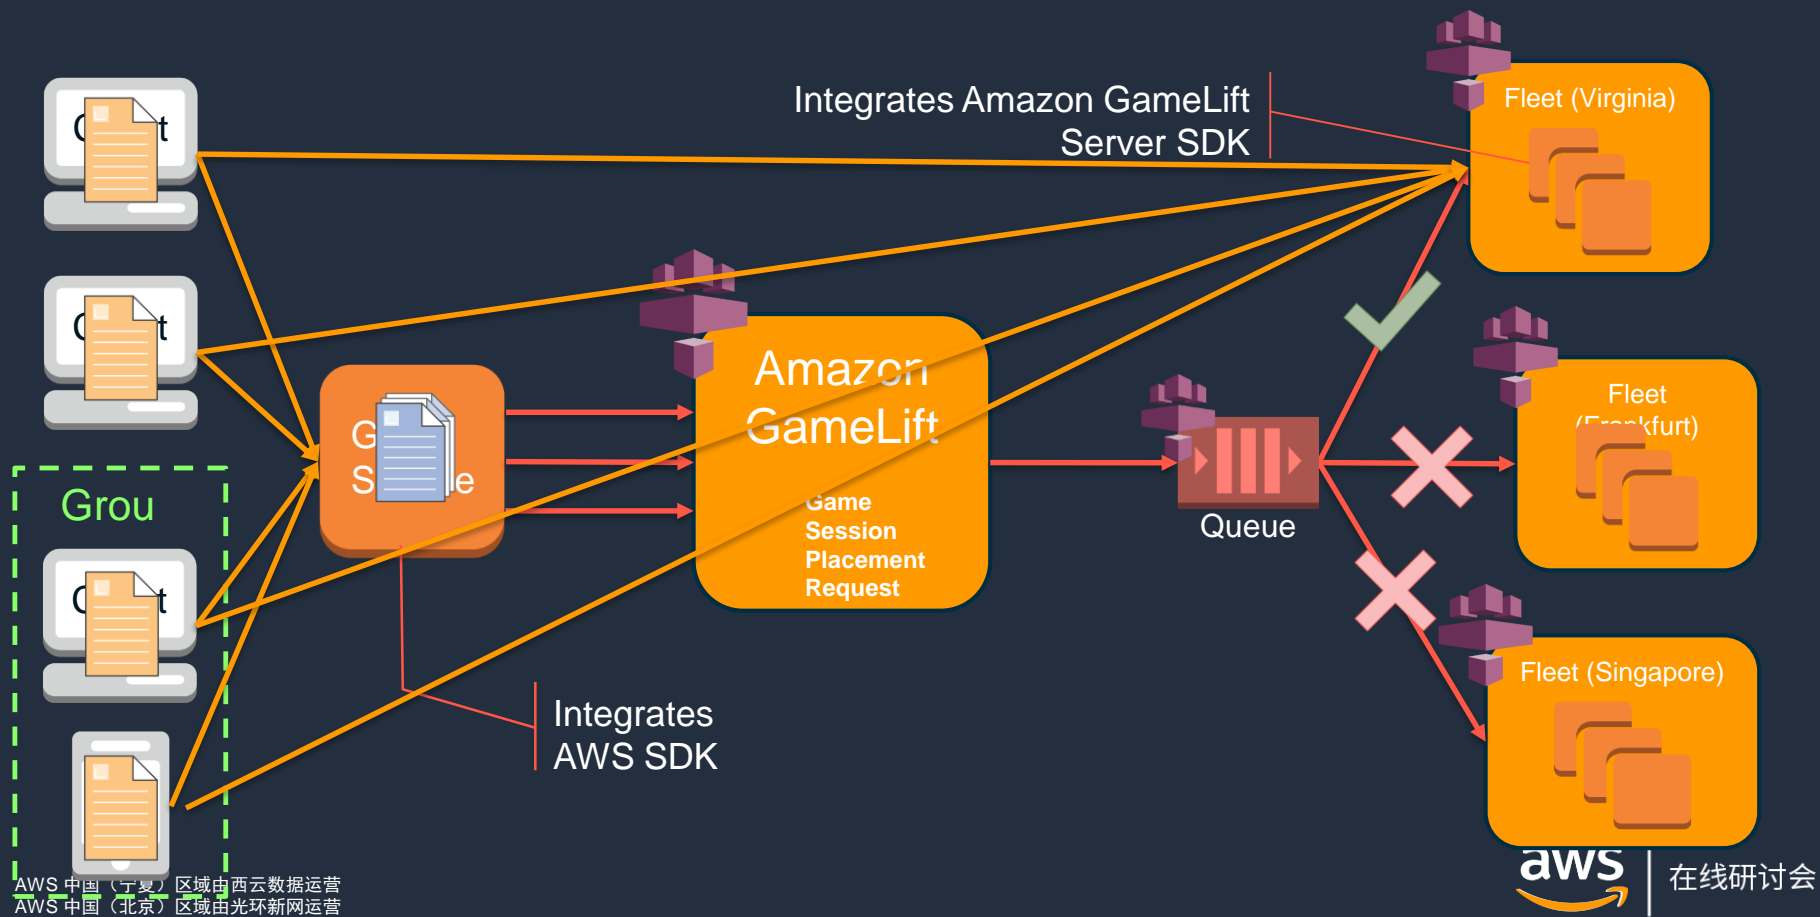 Integrates Amazon GameLift
Server SDK
Fleet (Virginia)
Amazon
GameLift
Game
Session
Placement
Request
Queue
Fleet
(Frankfurt)
Fleet (Singapore)
Grou
Integrates
AWS SDK
AWS 中国（宁夏）区域由西云数据运营
AWS 中国（北京）区域由光环新网运营
aws
在线研讨会